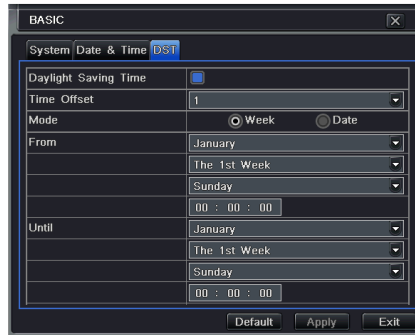 BASIC
System Date & Time DST
Daylight Saving Time
Time Offset 1
Mode Week Date
From January
The 1st Week
Sunday
00 : 00 : 00
Until January
The 1st Week
Sunday
00 : 00 : 00
Default Apply Exit